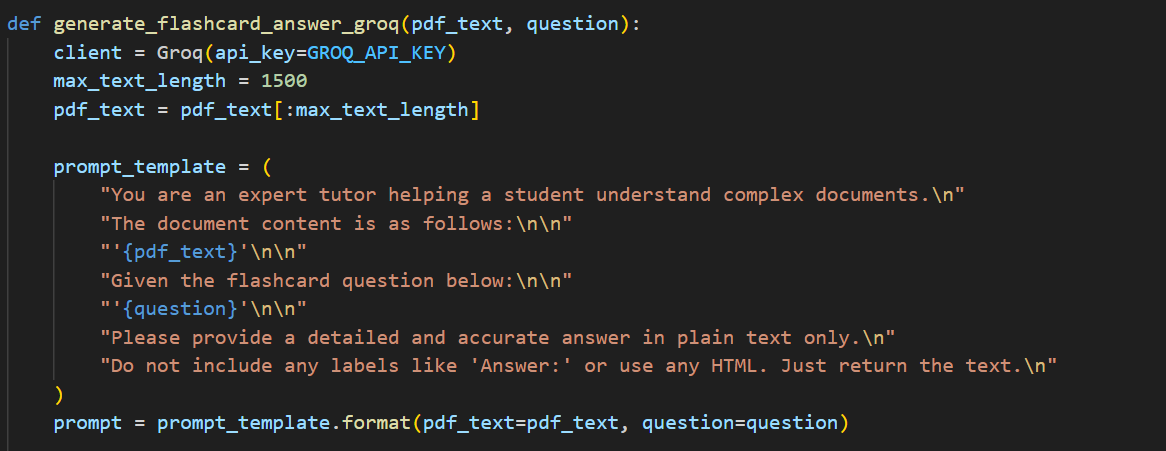 def generate_flashcard_answer_groq(pdf_text, question):
    client = Groq(api_key=GROQ_API_KEY)
    max_text_length = 1500
    pdf_text = pdf_text[:max_text_length]

    prompt_template = (
        "You are an expert tutor helping a student understand complex documents.\n"
        "The document content is as follows:\n\n"
        "'{pdf_text}'\n\n"
        "Given the flashcard question below:\n\n"
        "'{question}'\n\n"
        "Please provide a detailed and accurate answer in plain text only.\n"
        "Do not include any labels like 'Answer:' or use any HTML. Just return the text.\n"
    )
    prompt = prompt_template.format(pdf_text=pdf_text, question=question)